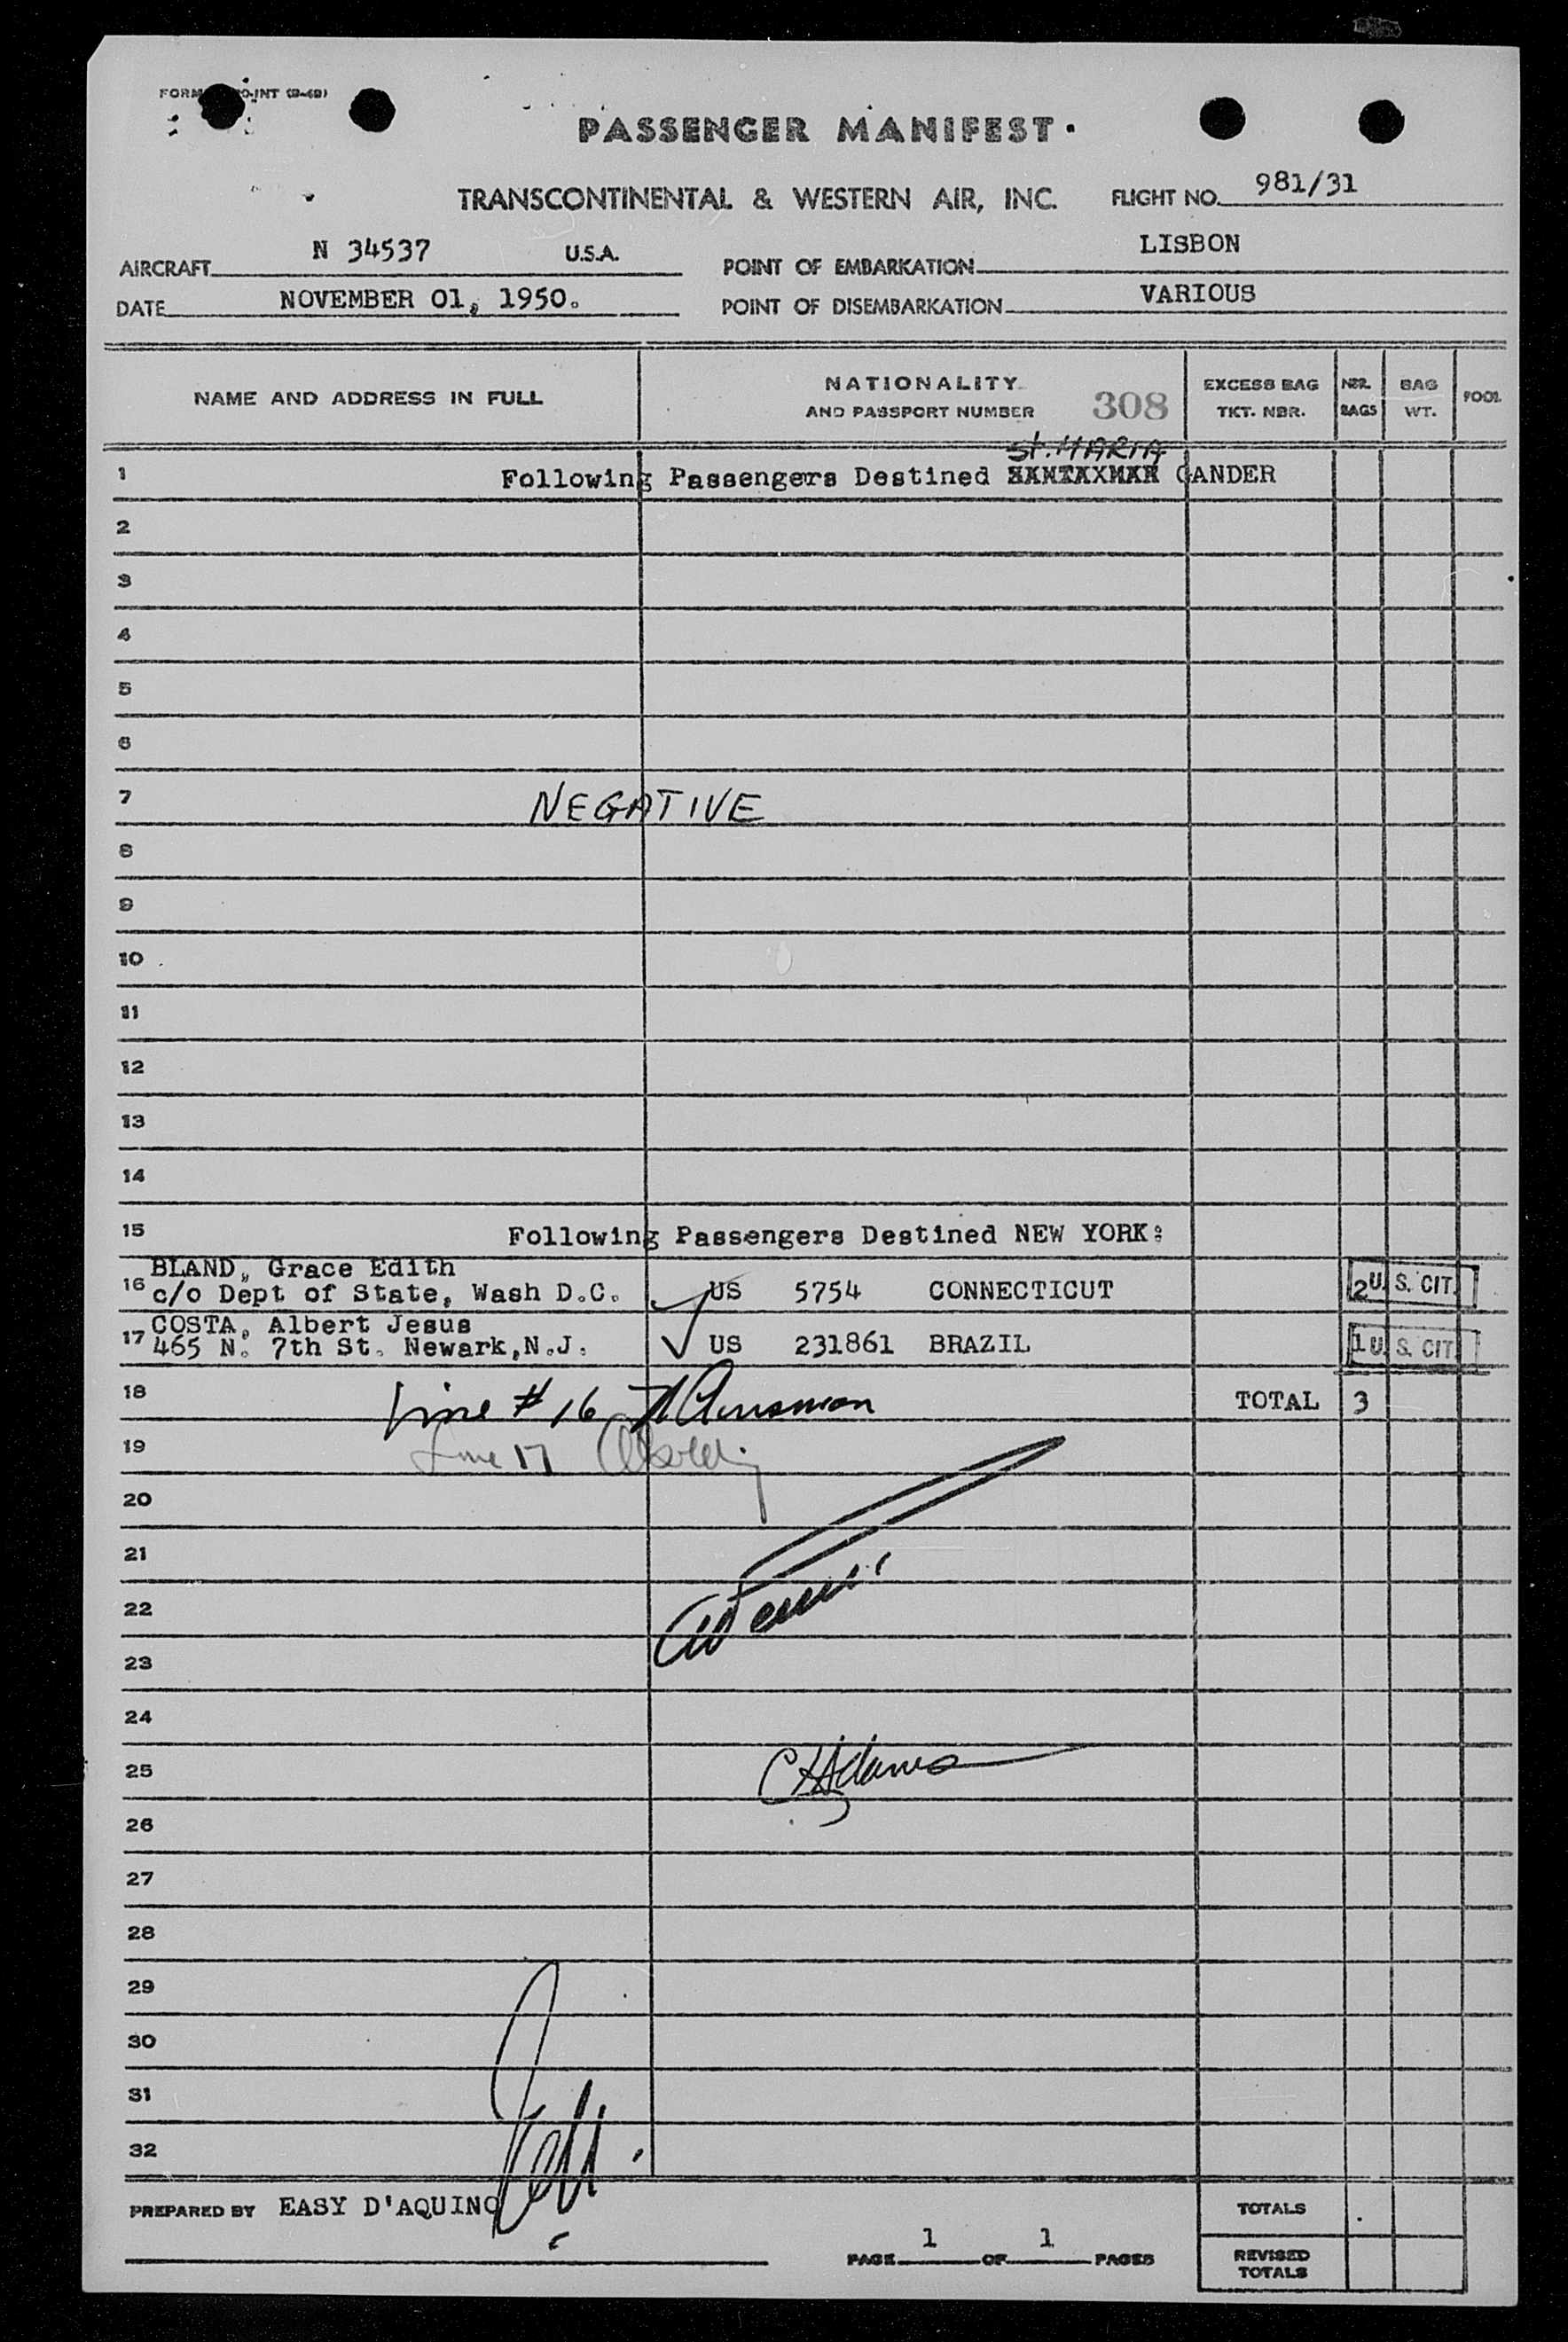 PASSENGER MANIFEST
TRANSCONTINENTAL & WESTERN AIR, INC. FLIGHT NO. 981/31
AIRCRAFT N 34537 U.S.A. POINT OF EMBARKATION LISBON
DATE NOVEMBER 01, 1950. POINT OF DISEMBARKATION VARIOUS
NAME AND ADDRESS IN FULL NATIONALITY AND PASSPORT NUMBER 308 EXCESS BAG TKT. NBR. NBR. BAGS BAG WT. POOL
St. MARIA
1 Following Passengers Destined GANDER
2
3
4
5
6
7 NEGATIVE
8
9
10
11
12
13
14
15 Following Passengers Destined NEW YORK:
BLAND, Grace Edith
16 c/o Dept of State, Wash D.C. US 5754 CONNECTICUT 2 U.S. CIT.
COSTA, Albert Jesus
17 465 N. 7th St. Newark, N.J. US 231861 BRAZIL 1 U.S. CIT.
18 Line # 16 TOTAL 3
19 Line 17
20
21
22
23
24
25 CHAdams
26
27
28
29
30
31
32
PREPARED BY EASY D'AQUINO TOTALS
PAGE 1 OF 1 PAGES REVISED TOTALS